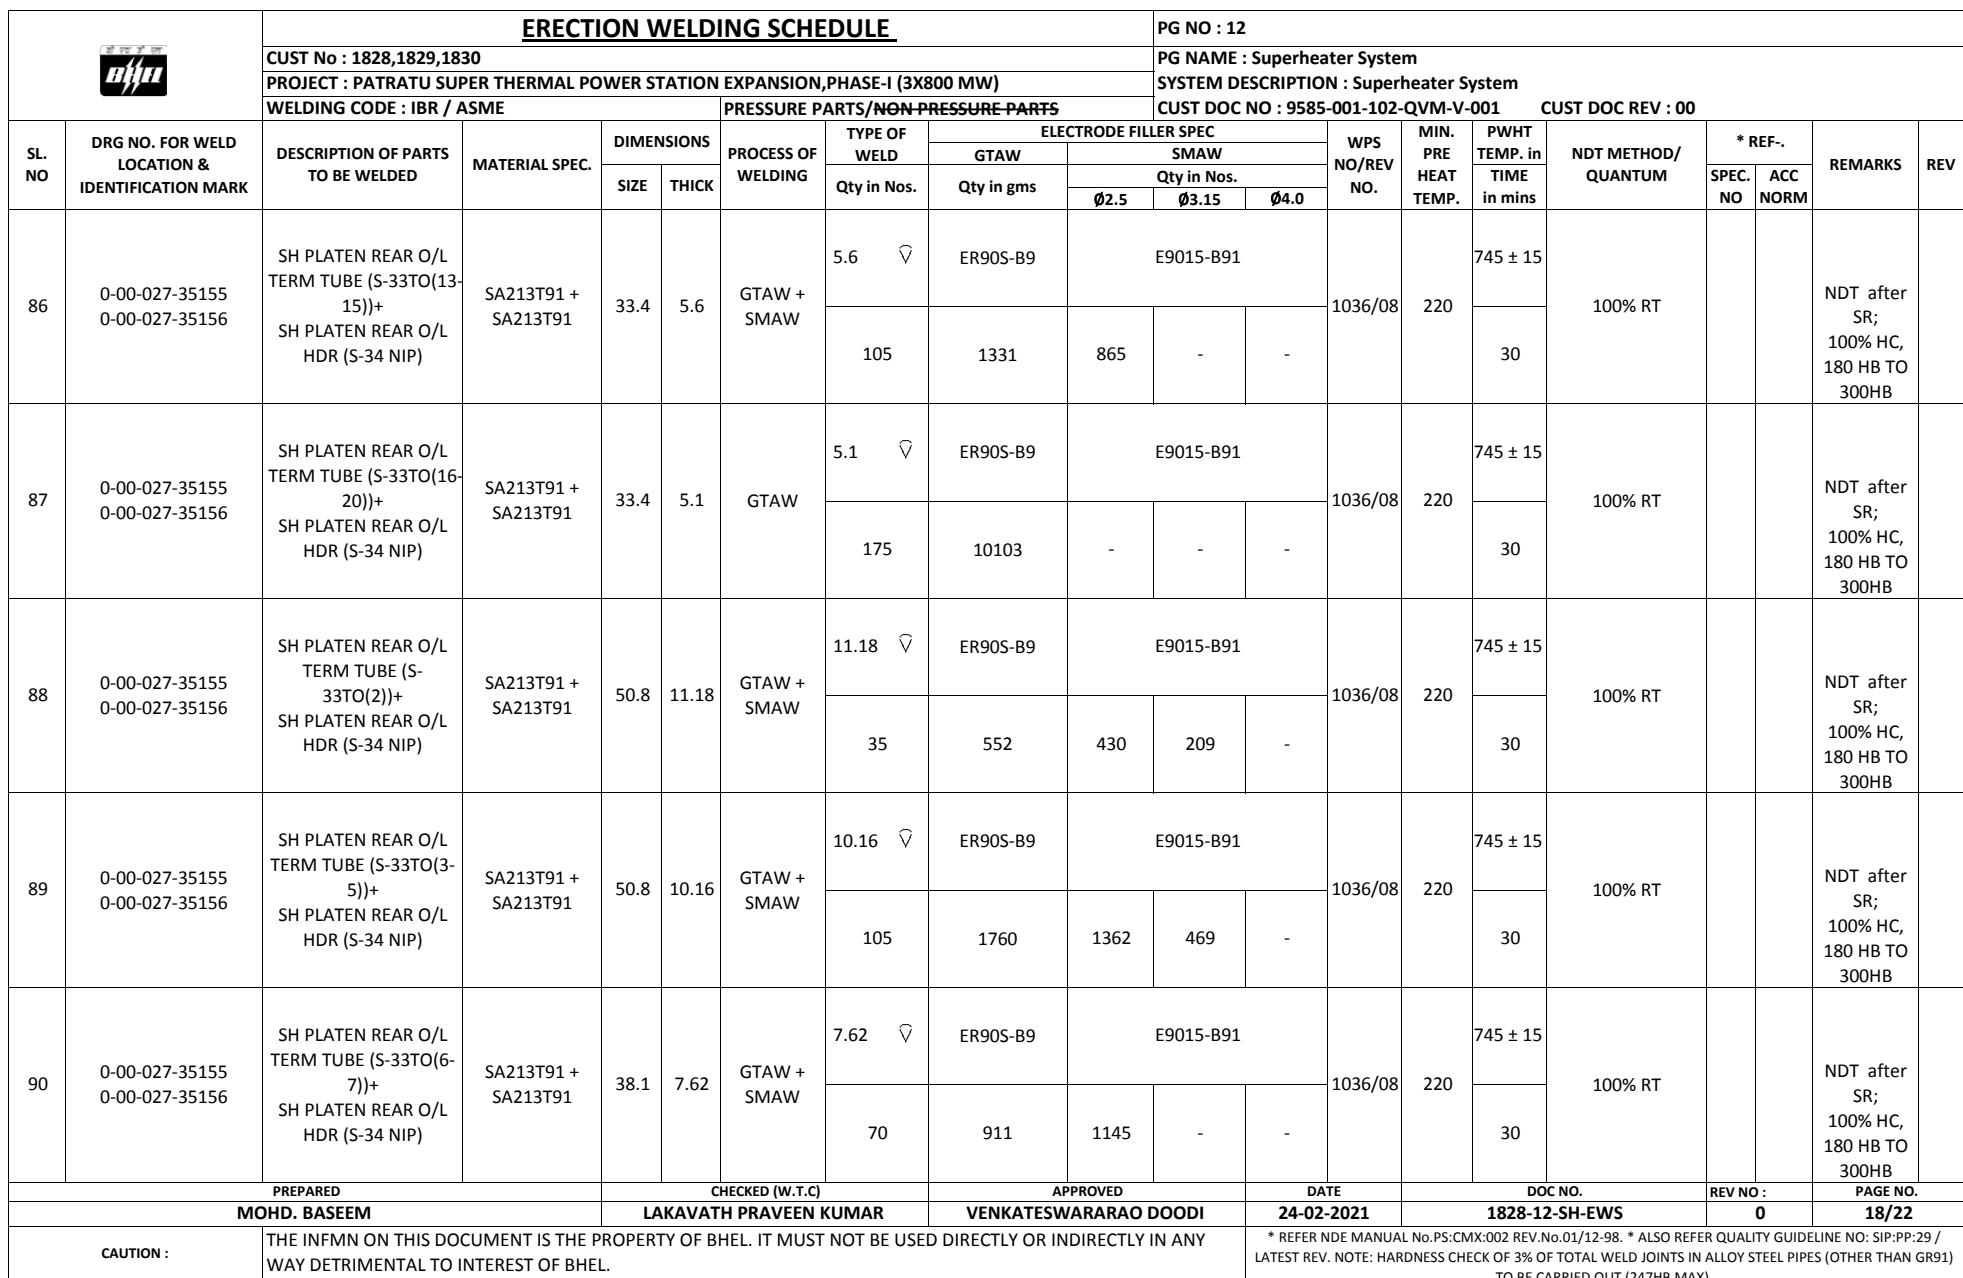 ERECTION WELDING SCHEDULE
PG NO : 12
BHEL
CUST No : 1828,1829,1830
PG NAME : Superheater System
PROJECT : PATRATU SUPER THERMAL POWER STATION EXPANSION,PHASE-I (3X800 MW)
SYSTEM DESCRIPTION : Superheater System
WELDING CODE : IBR / ASME
PRESSURE PARTS/NON PRESSURE PARTS
CUST DOC NO : 9585-001-102-QVM-V-001 CUST DOC REV : 00
SL.
NO
DRG NO. FOR WELD
LOCATION &
IDENTIFICATION MARK
DESCRIPTION OF PARTS
TO BE WELDED
MATERIAL SPEC.
DIMENSIONS
SIZE
THICK
PROCESS OF
WELDING
TYPE OF
WELD
Qty in Nos.
ELECTRODE FILLER SPEC
GTAW
Qty in gms
SMAW
Qty in Nos.
Ø2.5
Ø3.15
Ø4.0
WPS
NO/REV
NO.
MIN.
PRE
HEAT
TEMP.
PWHT
TEMP. in
TIME
in mins
NDT METHOD/
QUANTUM
* REF-.
SPEC.
NO
ACC
NORM
REMARKS
REV
86
0-00-027-35155
0-00-027-35156
SH PLATEN REAR O/L
TERM TUBE (S-33TO(13-
15))+
SH PLATEN REAR O/L
HDR (S-34 NIP)
SA213T91 +
SA213T91
33.4
5.6
GTAW +
SMAW
5.6
105
ER90S-B9
1331
E9015-B91
865
-
-
1036/08
220
745 ± 15
30
100% RT
NDT after
SR;
100% HC,
180 HB TO
300HB
87
0-00-027-35155
0-00-027-35156
SH PLATEN REAR O/L
TERM TUBE (S-33TO(16-
20))+
SH PLATEN REAR O/L
HDR (S-34 NIP)
SA213T91 +
SA213T91
33.4
5.1
GTAW
5.1
175
ER90S-B9
10103
E9015-B91
-
-
-
1036/08
220
745 ± 15
30
100% RT
NDT after
SR;
100% HC,
180 HB TO
300HB
88
0-00-027-35155
0-00-027-35156
SH PLATEN REAR O/L
TERM TUBE (S-
33TO(2))+
SH PLATEN REAR O/L
HDR (S-34 NIP)
SA213T91 +
SA213T91
50.8
11.18
GTAW +
SMAW
11.18
35
ER90S-B9
552
E9015-B91
430
209
-
1036/08
220
745 ± 15
30
100% RT
NDT after
SR;
100% HC,
180 HB TO
300HB
89
0-00-027-35155
0-00-027-35156
SH PLATEN REAR O/L
TERM TUBE (S-33TO(3-
5))+
SH PLATEN REAR O/L
HDR (S-34 NIP)
SA213T91 +
SA213T91
50.8
10.16
GTAW +
SMAW
10.16
105
ER90S-B9
1760
E9015-B91
1362
469
-
1036/08
220
745 ± 15
30
100% RT
NDT after
SR;
100% HC,
180 HB TO
300HB
90
0-00-027-35155
0-00-027-35156
SH PLATEN REAR O/L
TERM TUBE (S-33TO(6-
7))+
SH PLATEN REAR O/L
HDR (S-34 NIP)
SA213T91 +
SA213T91
38.1
7.62
GTAW +
SMAW
7.62
70
ER90S-B9
911
E9015-B91
1145
-
-
1036/08
220
745 ± 15
30
100% RT
NDT after
SR;
100% HC,
180 HB TO
300HB
PREPARED
CHECKED (W.T.C)
APPROVED
DATE
DOC NO.
REV NO :
PAGE NO.
MOHD. BASEEM
LAKAVATH PRAVEEN KUMAR
VENKATESWARARAO DOODI
24-02-2021
1828-12-SH-EWS
0
18/22
CAUTION :
THE INFMN ON THIS DOCUMENT IS THE PROPERTY OF BHEL. IT MUST NOT BE USED DIRECTLY OR INDIRECTLY IN ANY
WAY DETRIMENTAL TO INTEREST OF BHEL.
* REFER NDE MANUAL No.PS:CMX:002 REV.No.01/12-98. * ALSO REFER QUALITY GUIDELINE NO: SIP:PP:29 /
LATEST REV. NOTE: HARDNESS CHECK OF 3% OF TOTAL WELD JOINTS IN ALLOY STEEL PIPES (OTHER THAN GR91)
TO BE CARRIED OUT (247HB MAX)